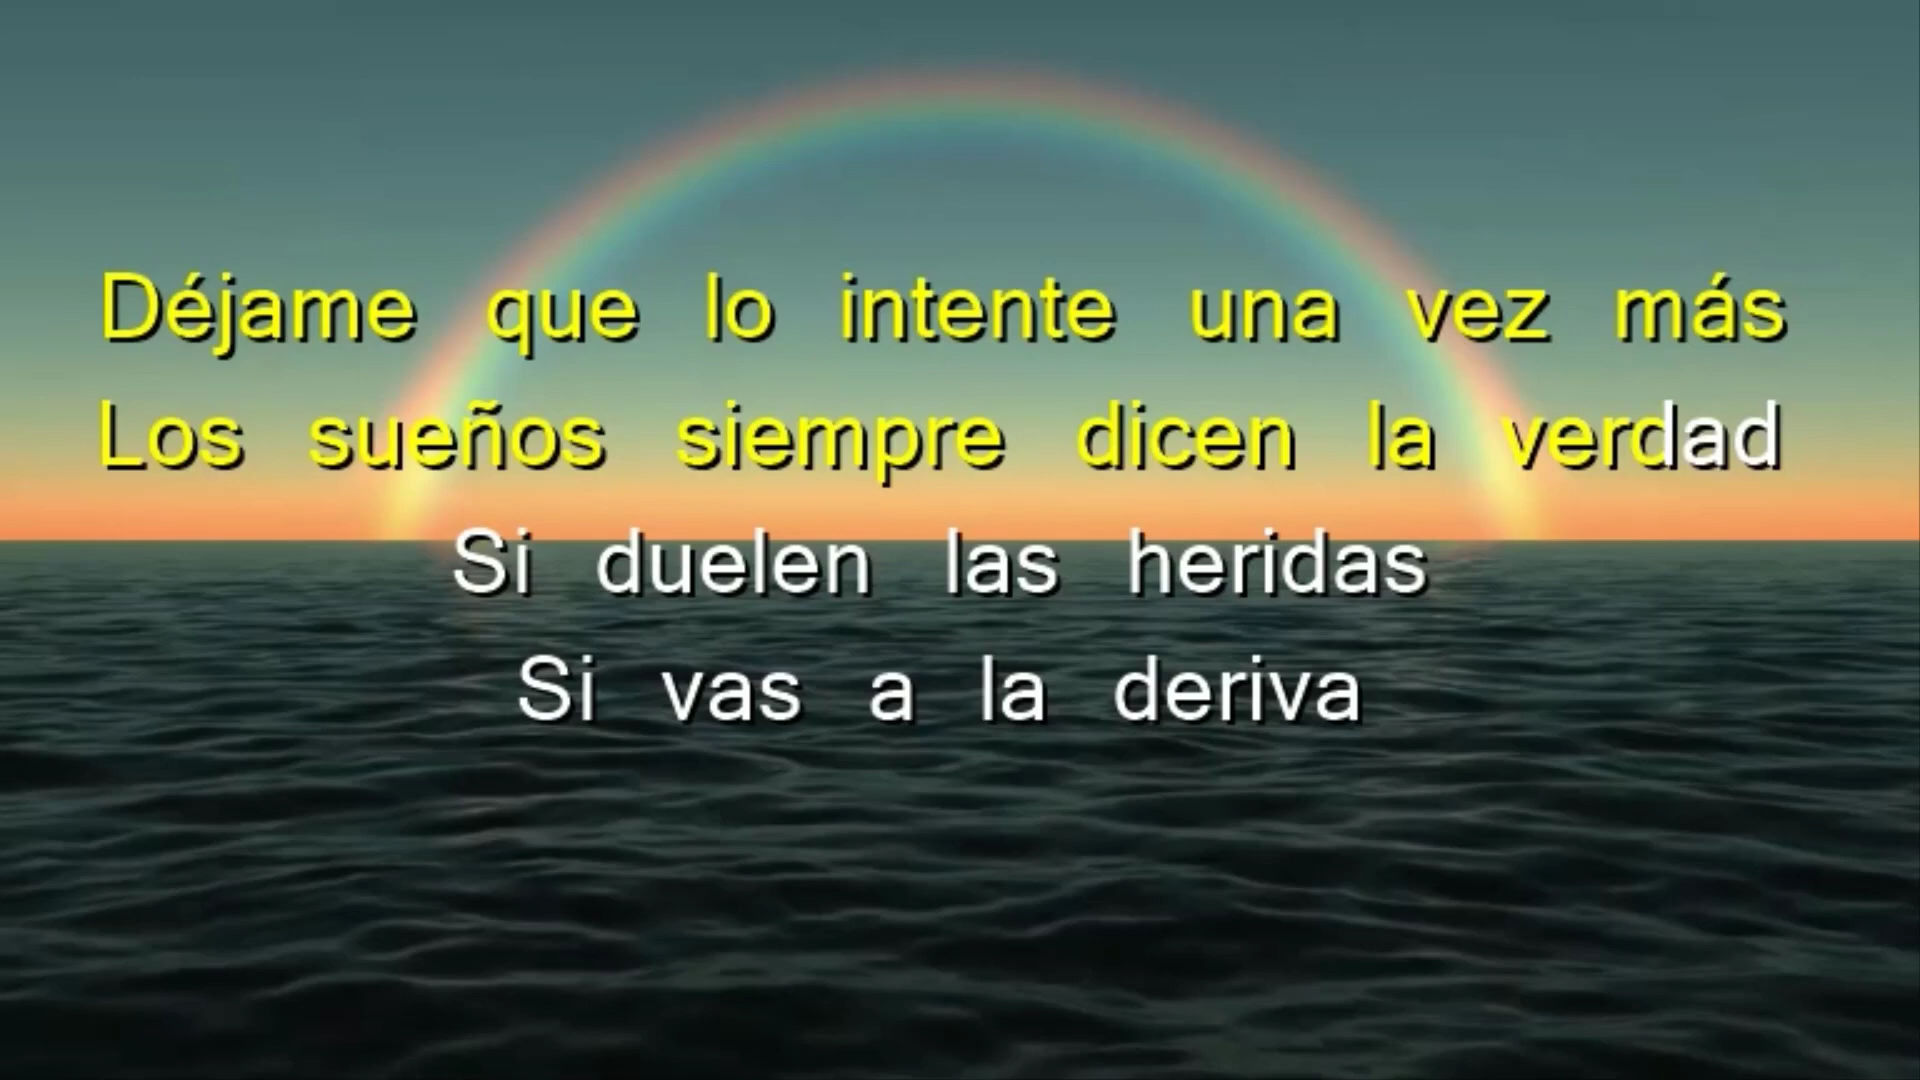 Déjame que lo intente una vez más
Los sueños siempre dicen la verdad
Si duelen las heridas
Si vas a la deriva